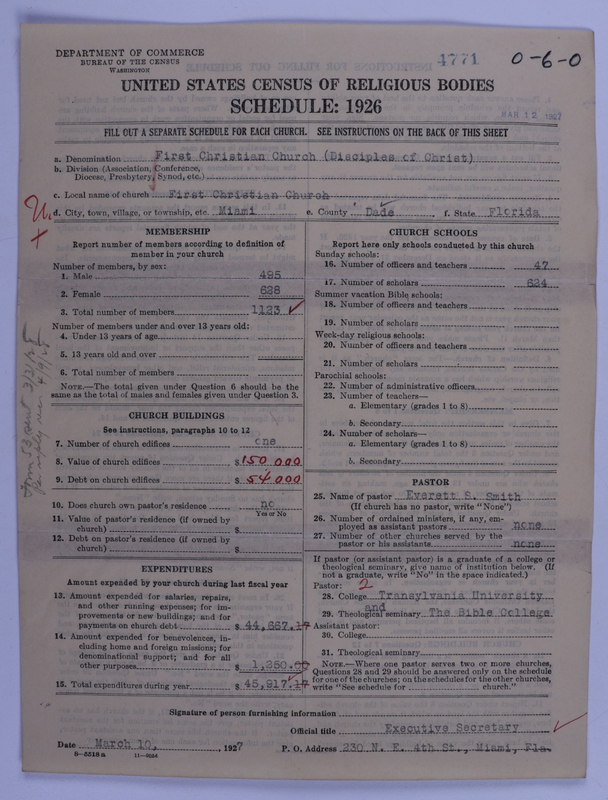 DEPARTMENT OF COMMERCE
BUREAU OF THE CENSUS
WASHINGTON
4771
0-6-0
UNITED STATES CENSUS OF RELIGIOUS BODIES
SCHEDULE: 1926
MAR 12 1927
FILL OUT A SEPARATE SCHEDULE FOR EACH CHURCH. SEE INSTRUCTIONS ON THE BACK OF THIS SHEET
a. Denomination First Christian Church (Disciples of Christ)
b. Division (Association, Conference,
Diocese, Presbytery, Synod, etc.)
c. Local name of church First Christian Church
d. City, town, village, or township, etc. Miami e. County Dade f. State Florida
MEMBERSHIP
Report number of members according to definition of
member in your church
Number of members, by sex:
1. Male 495
2. Female 628
3. Total number of members 1123
Number of members under and over 13 years old:
4. Under 13 years of age
5. 13 years old and over
6. Total number of members
NOTE.—The total given under Question 6 should be the
same as the total of males and females given under Question 3.
CHURCH BUILDINGS
See instructions, paragraphs 10 to 12
7. Number of church edifices one
8. Value of church edifices $150,000
9. Debt on church edifices $54,000
10. Does church own pastor's residence no
Yes or No
11. Value of pastor's residence (if owned by
church) $
12. Debt on pastor's residence (if owned by
church) $
EXPENDITURES
Amount expended by your church during last fiscal year
13. Amount expended for salaries, repairs,
and other running expenses; for im-
provements or new buildings; and for
payments on church debt $ 44,667.17
14. Amount expended for benevolences, in-
cluding home and foreign missions; for
denominational support; and for all
other purposes 1,250.00
15. Total expenditures during year $ 45,917.17
CHURCH SCHOOLS
Report here only schools conducted by this church
Sunday schools:
16. Number of officers and teachers 47
17. Number of scholars 624
Summer vacation Bible schools:
18. Number of officers and teachers
19. Number of scholars
Week-day religious schools:
20. Number of officers and teachers
21. Number of scholars
Parochial schools:
22. Number of administrative officers
23. Number of teachers—
a. Elementary (grades 1 to 8)
b. Secondary
24. Number of scholars—
a. Elementary (grades 1 to 8)
b. Secondary
PASTOR
25. Name of pastor Everett S. Smith
(If church has no pastor, write "None")
26. Number of ordained ministers, if any, em-
ployed as assistant pastors none
27. Number of other churches served by the
pastor or his assistants none
If pastor (or assistant pastor) is a graduate of a college or
theological seminary, give name of institution below. (If
not a graduate, write "No" in the space indicated.)
Pastor: 2
28. College Transylvania University
and
29. Theological seminary The Bible College
Assistant pastor:
30. College
31. Theological seminary
NOTE.—Where one pastor serves two or more churches,
Questions 28 and 29 should be answered only on the schedule
for one of the churches; on the schedules for the other churches,
write "See schedule for church."
Signature of person furnishing information
Official title Executive Secretary
Date March 10, 1927 P. O. Address 230 N. E. 4th St., Miami, Fla.
8-5518a 11-9564